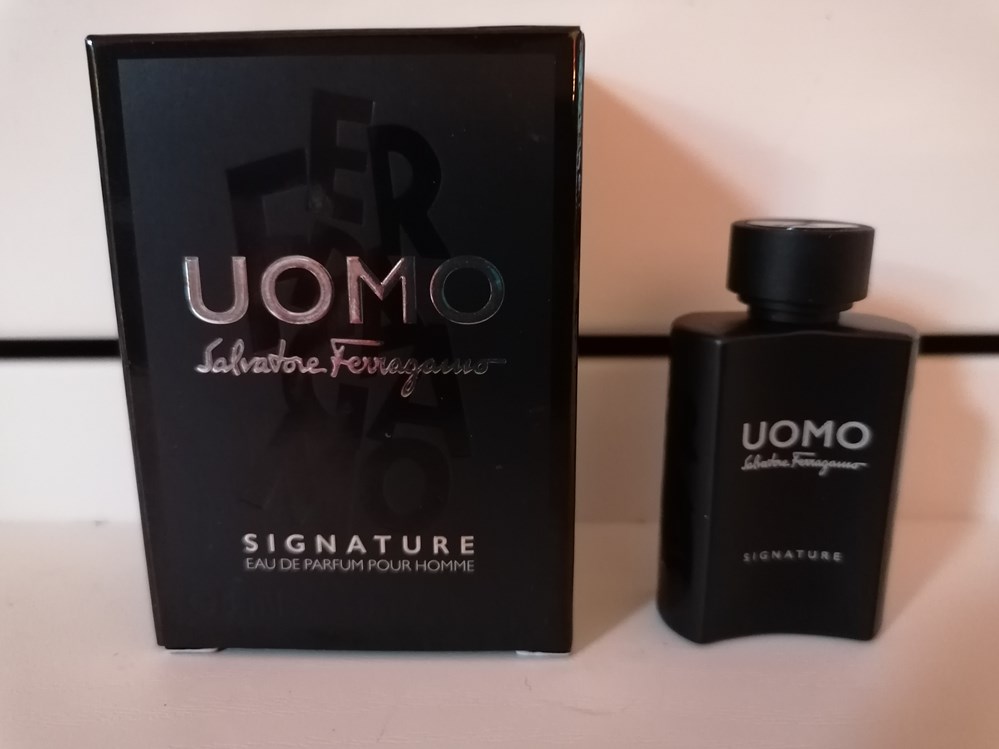 UOMO
Salvatore Ferragamo
SIGNATURE
EAU DE PARFUM POUR HOMME
UOMO
Salvatore Ferragamo
SIGNATURE